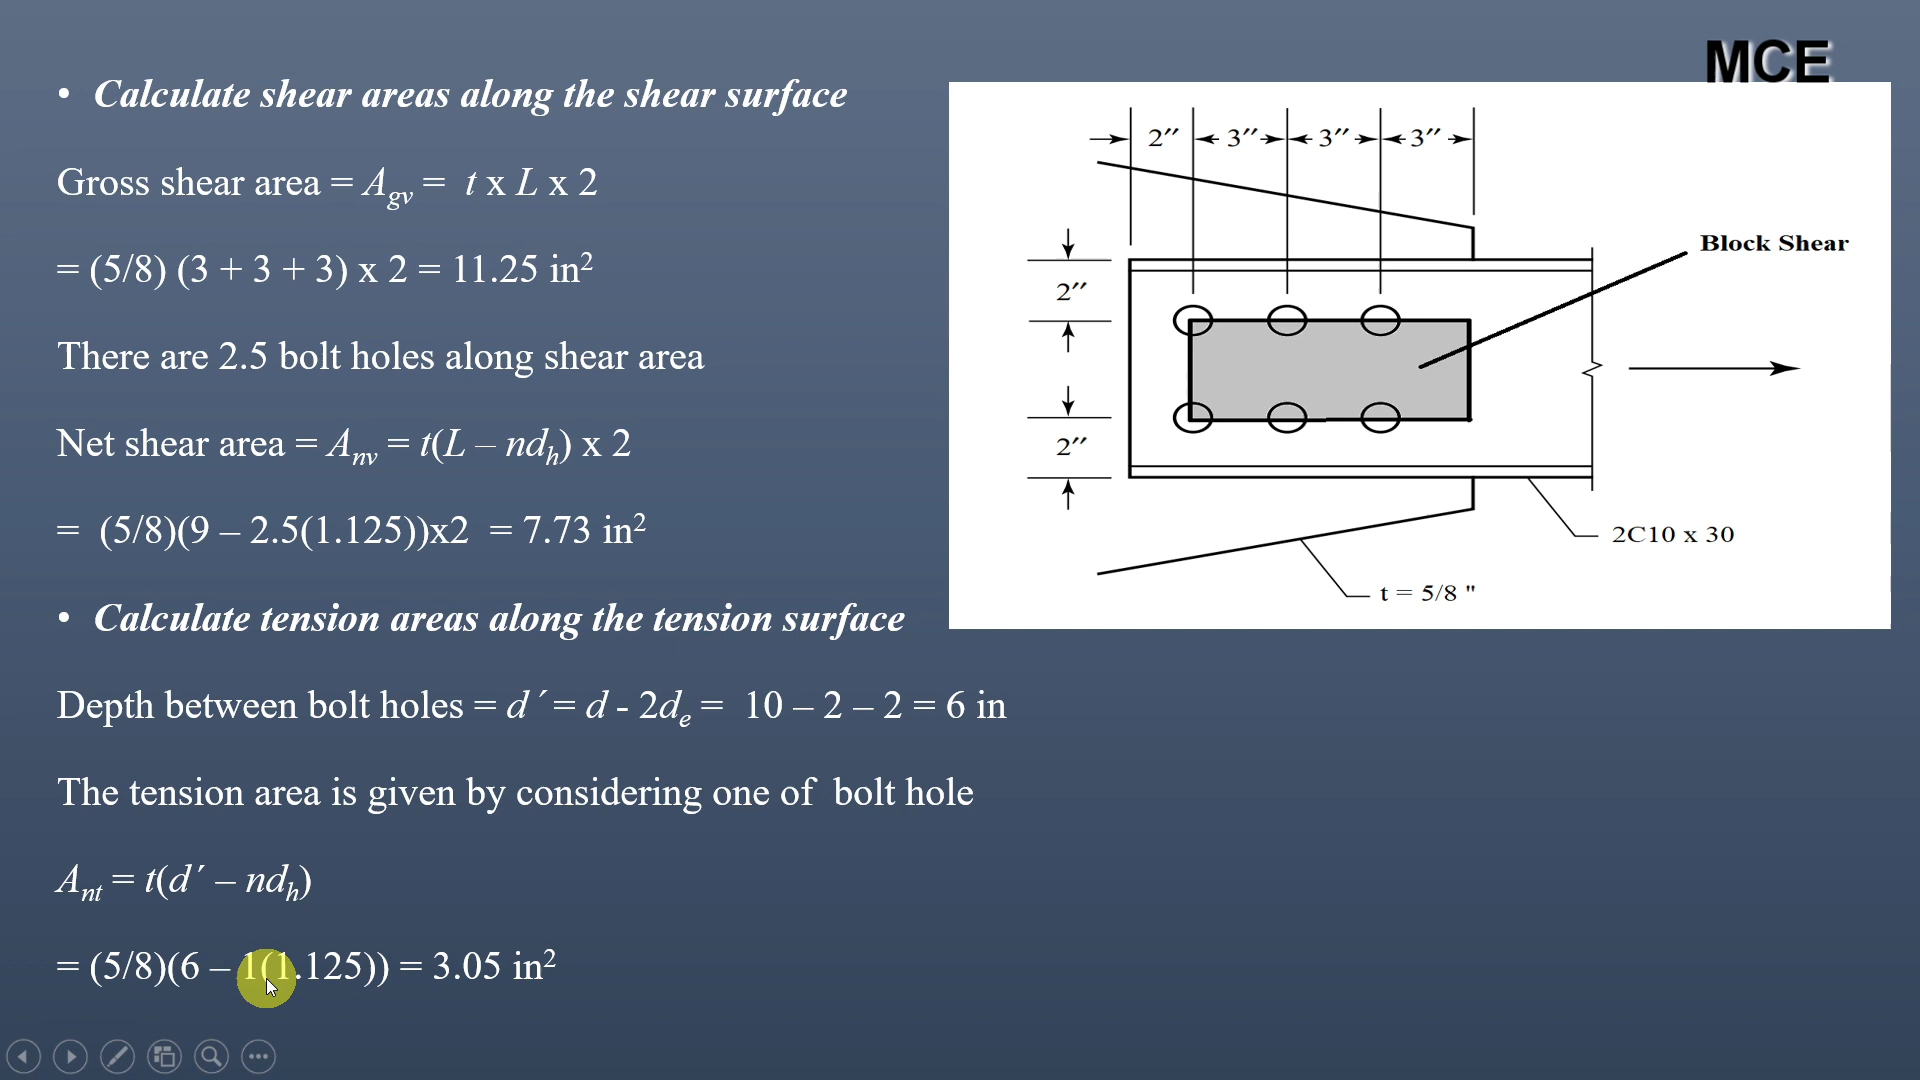 MCE
• Calculate shear areas along the shear surface
Gross shear area = Agv = t x L x 2
= (5/8) (3 + 3 + 3) x 2 = 11.25 in²
There are 2.5 bolt holes along shear area
Net shear area = Anv = t(L – ndh) x 2
= (5/8)(9 – 2.5(1.125))x2 = 7.73 in²
• Calculate tension areas along the tension surface
Depth between bolt holes = d´= d - 2de = 10 – 2 – 2 = 6 in
The tension area is given by considering one of bolt hole
Ant = t(d´ – ndh)
= (5/8)(6 – 1(1.125)) = 3.05 in²
2″ 3″ 3″ 3″
Block Shear
2″
2″
2C10 x 30
t = 5/8 "